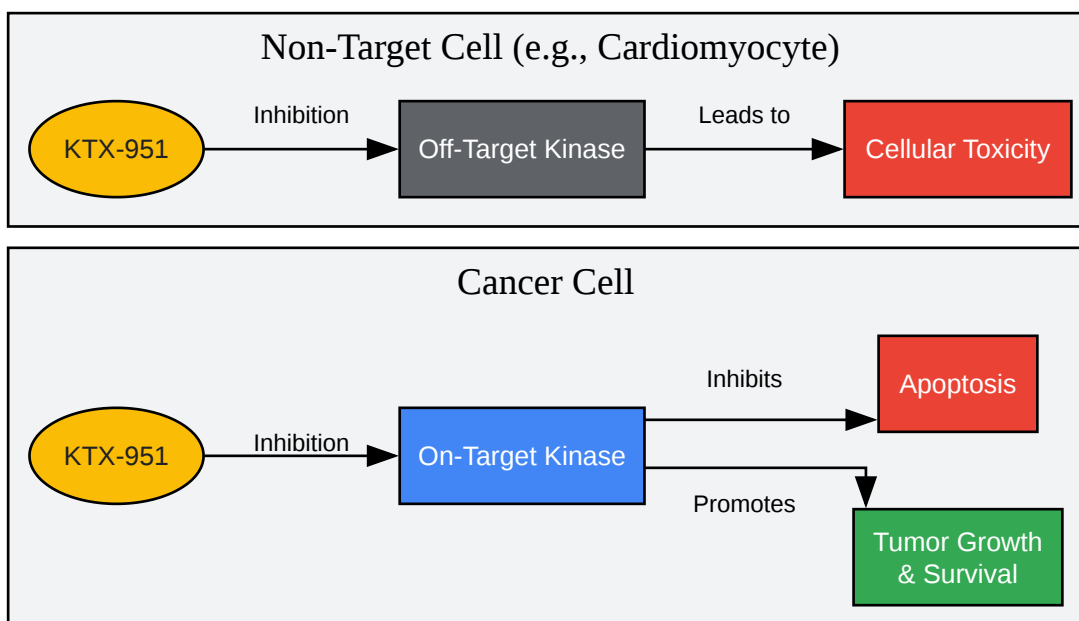 Non-Target Cell (e.g., Cardiomyocyte)
KTX-951
Inhibition
Off-Target Kinase
Leads to
Cellular Toxicity
Cancer Cell
KTX-951
Inhibition
On-Target Kinase
Inhibits
Apoptosis
Promotes
Tumor Growth
& Survival